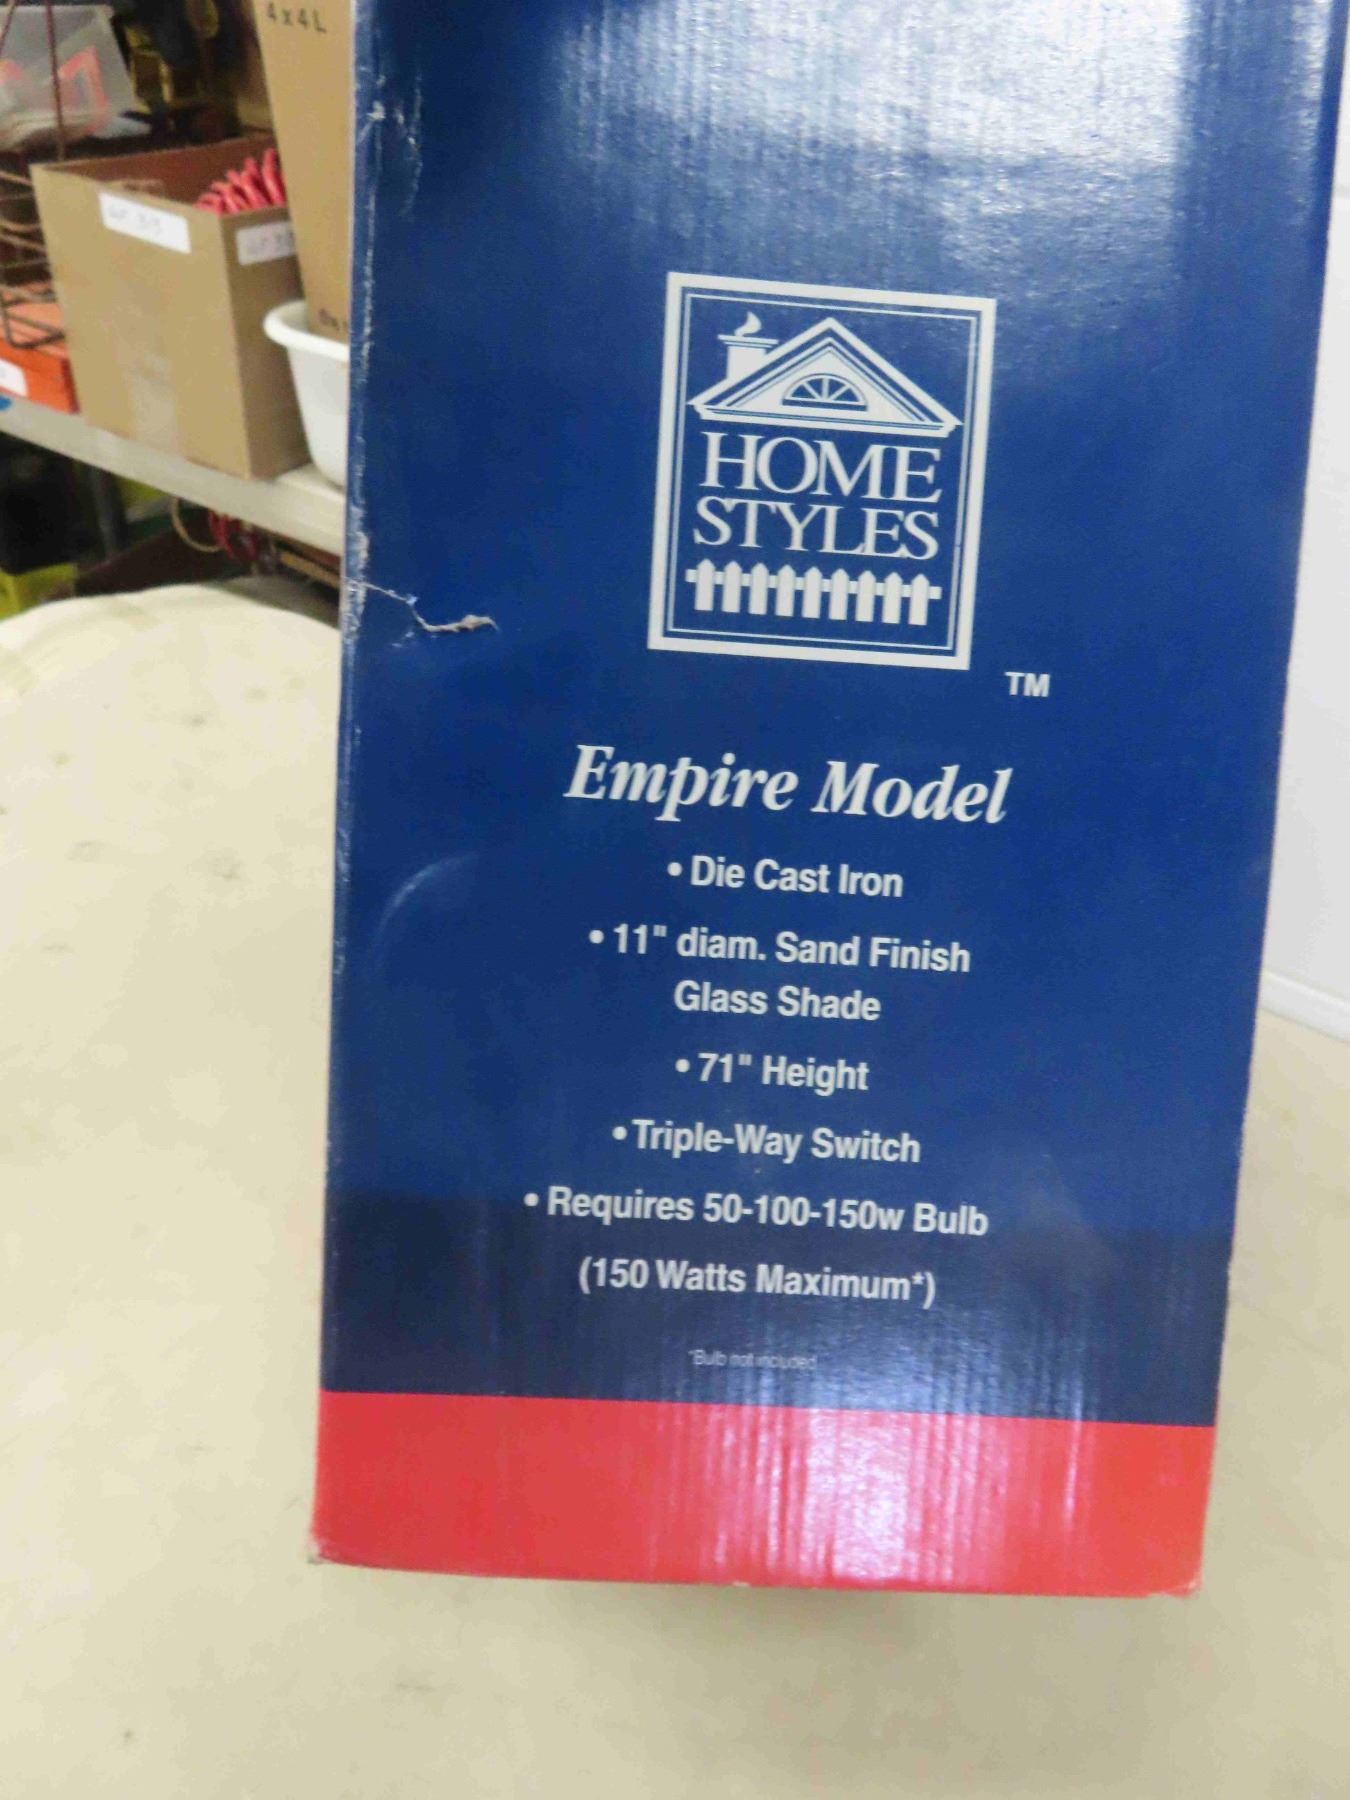 4x4L
HOME
STYLES
TM
Empire Model
• Die Cast Iron
• 11" diam. Sand Finish
Glass Shade
• 71" Height
• Triple-Way Switch
• Requires 50-100-150w Bulb
(150 Watts Maximum*)
*Bulb not included